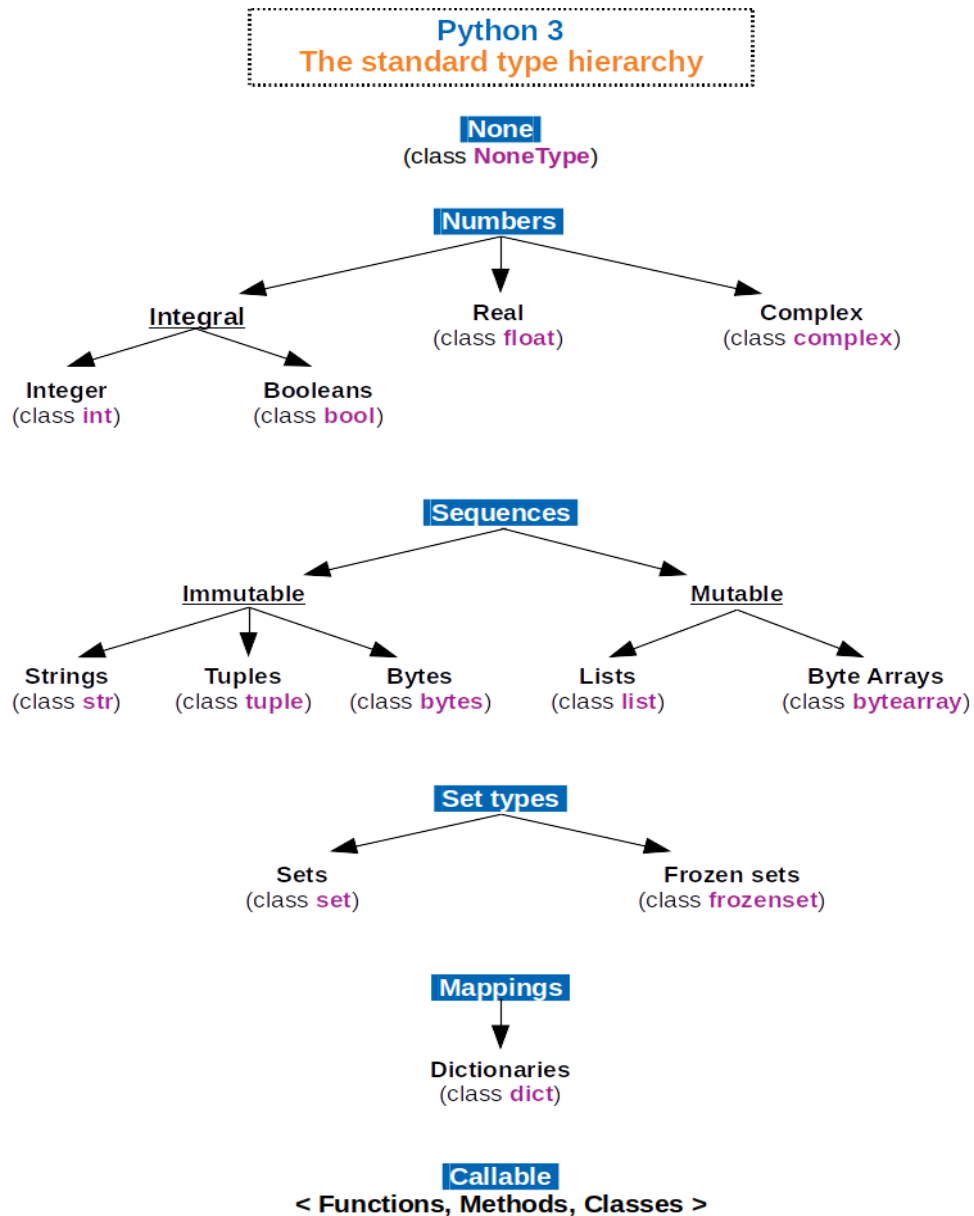 Python 3
The standard type hierarchy
None
(class NoneType)
Numbers
Integral
Real
(class float)
Complex
(class complex)
Integer
(class int)
Booleans
(class bool)
Sequences
Immutable
Mutable
Strings
(class str)
Tuples
(class tuple)
Bytes
(class bytes)
Lists
(class list)
Byte Arrays
(class bytearray)
Set types
Sets
(class set)
Frozen sets
(class frozenset)
Mappings
Dictionaries
(class dict)
Callable
< Functions, Methods, Classes >